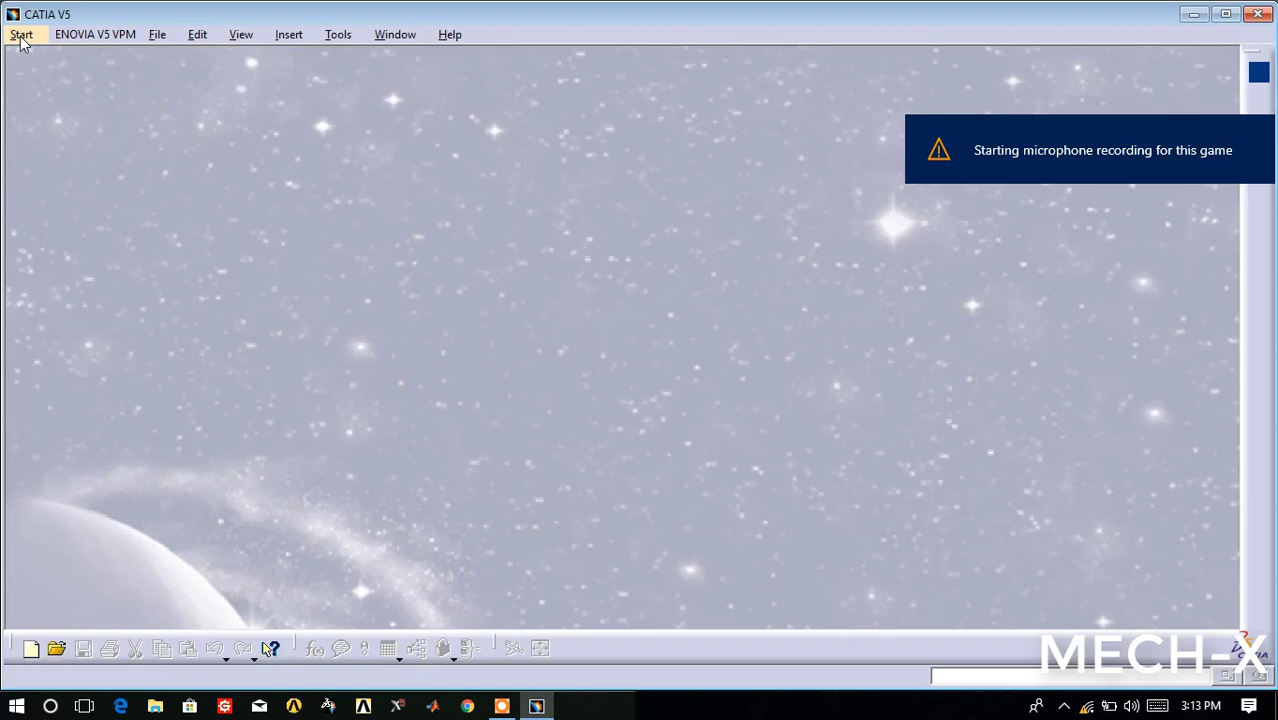 CATIA V5
Start ENOVIA V5 VPM File Edit View Insert Tools Window Help
Starting microphone recording for this game
MECH-X
3:13 PM